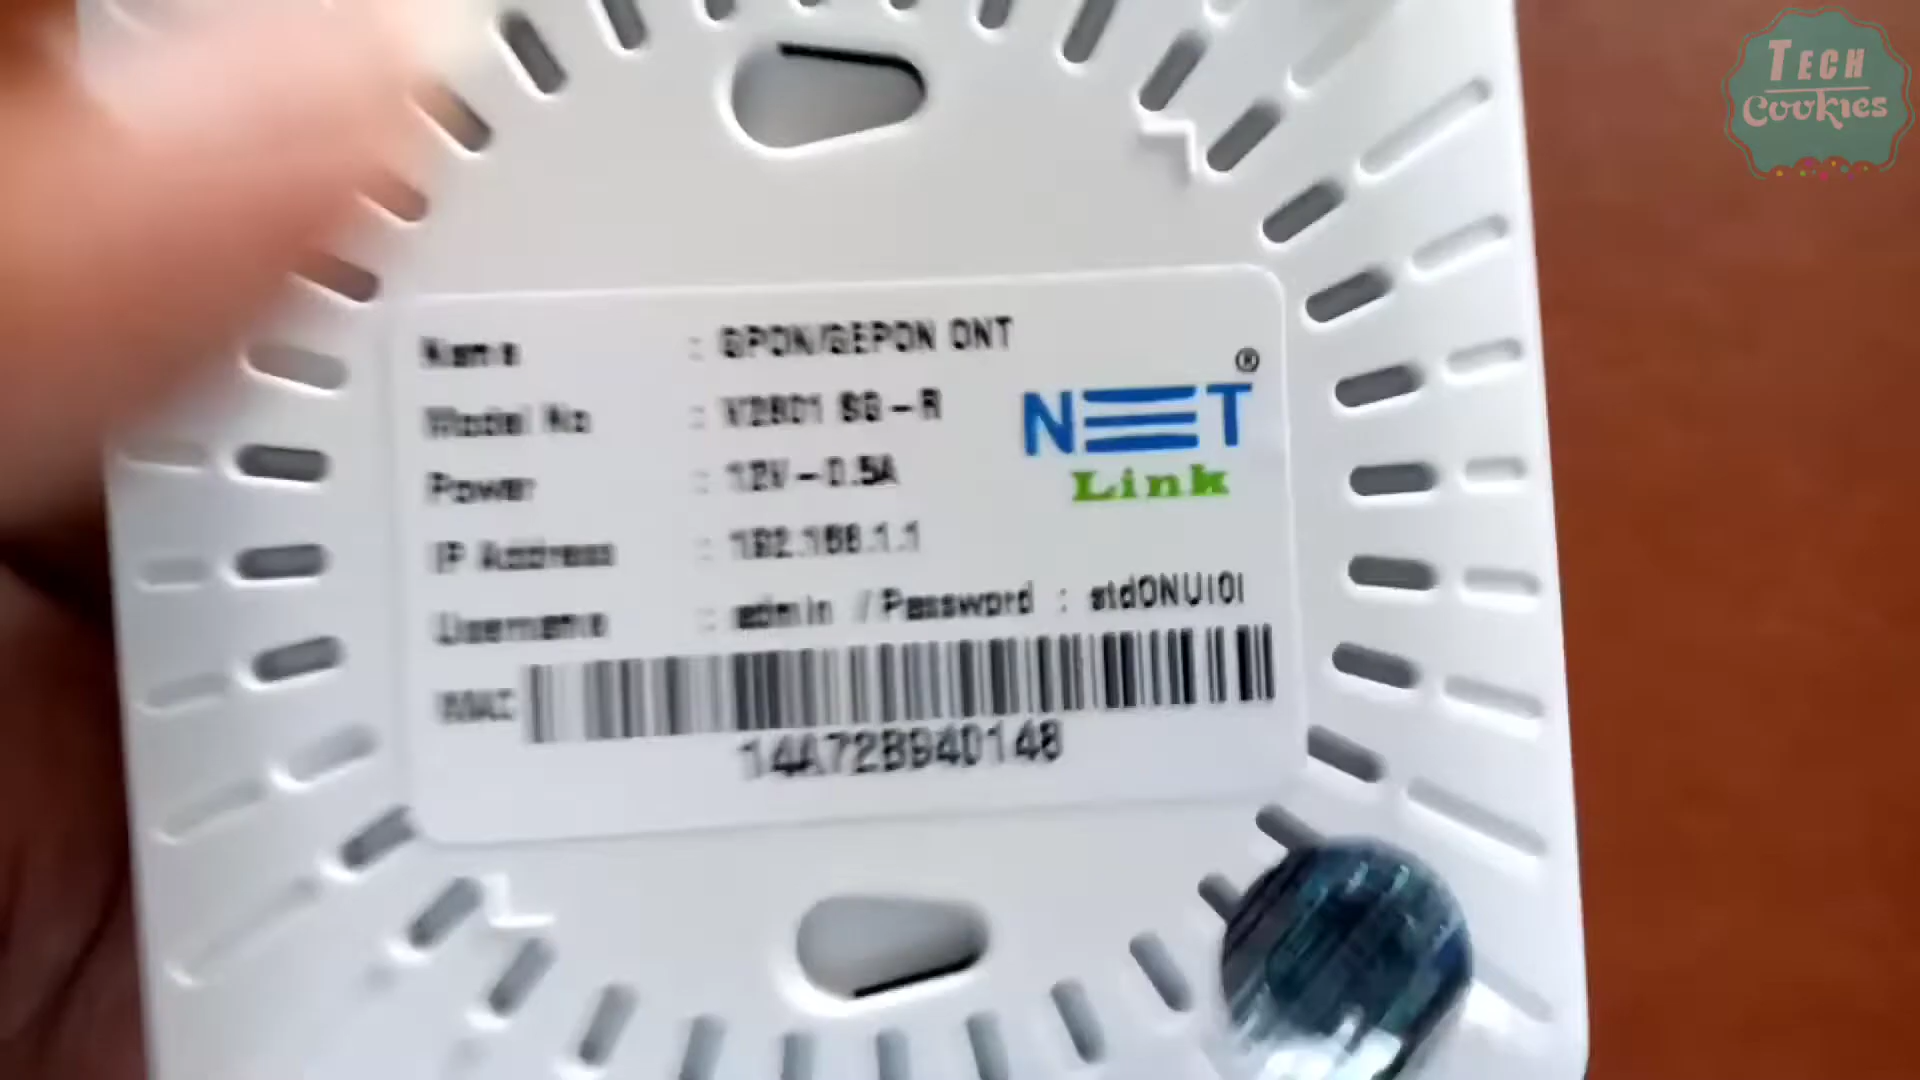 TECH
Cookies
Name : GPON/GEPON ONT
Model No : V2801 SG-R
Power : 12V-0.5A
NET Link ®
IP Address : 192.168.1.1
Username : admin / Password : stdONU101
MAC
14A72B940148